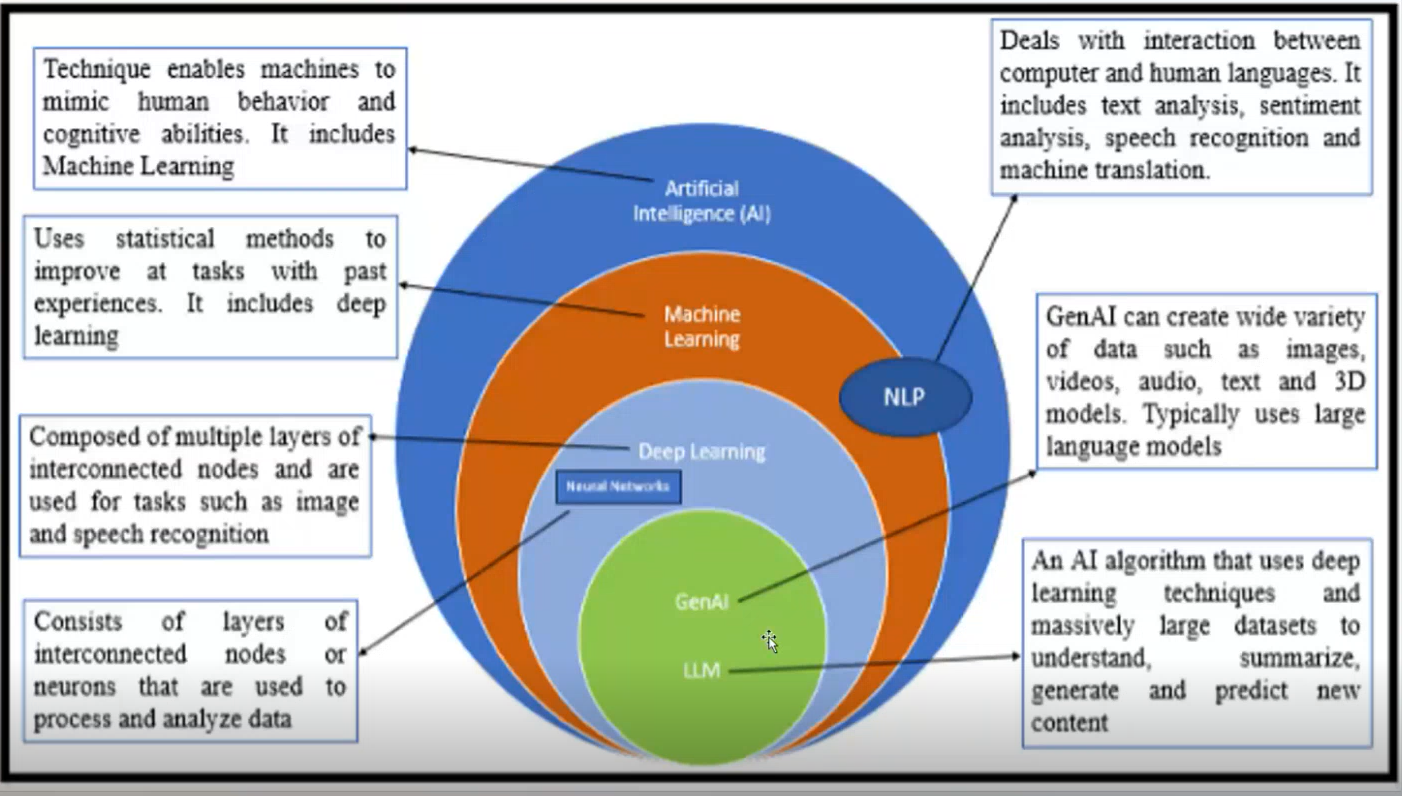 Technique enables machines to
mimic human behavior and
cognitive abilities. It includes
Machine Learning
Uses statistical methods to
improve at tasks with past
experiences. It includes deep
learning
Composed of multiple layers of
interconnected nodes and are
used for tasks such as image
and speech recognition
Consists of layers of
interconnected nodes or
neurons that are used to
process and analyze data
Artificial
Intelligence (AI)
Machine
Learning
Deep Learning
Neural Networks
GenAI
LLM
NLP
Deals with interaction between
computer and human languages. It
includes text analysis, sentiment
analysis, speech recognition and
machine translation.
GenAI can create wide variety
of data such as images,
videos, audio, text and 3D
models. Typically uses large
language models
An AI algorithm that uses deep
learning techniques and
massively large datasets to
understand, summarize,
generate and predict new
content